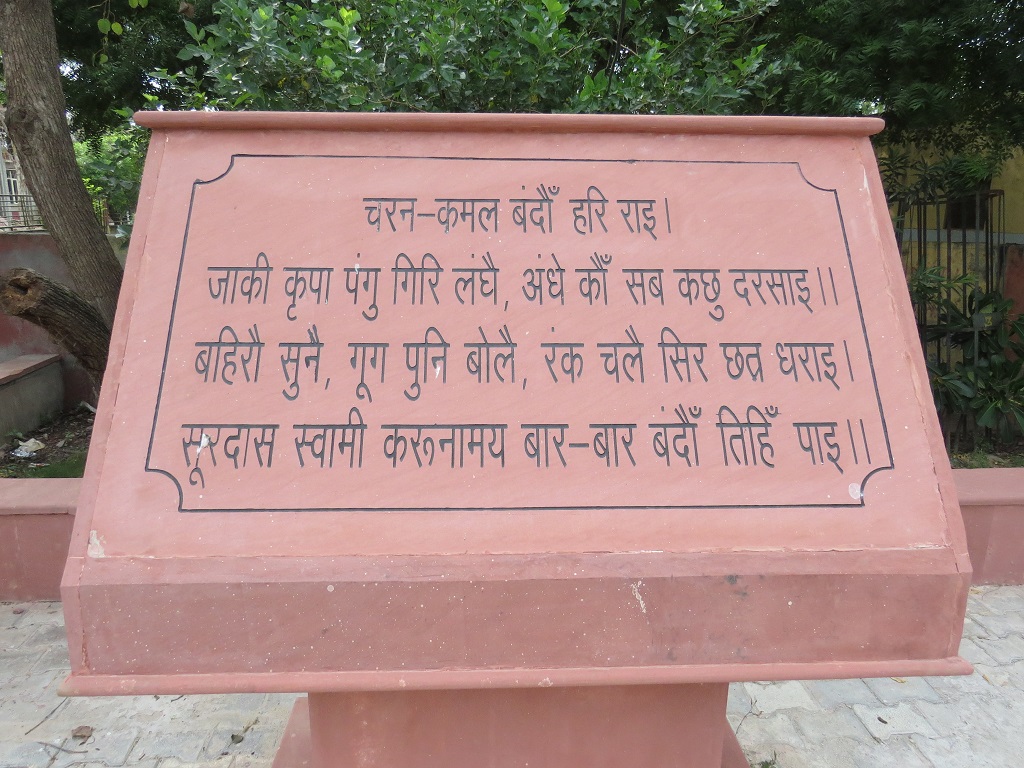 चरन-कमल बंदौँ हरि राइ।
जाकी कृपा पंगु गिरि लंघै, अंधे कौँ सब कछु दरसाइ।।
बहिरौ सुनै, गूग पुनि बोलै, रंक चलै सिर छत्र धराइ।
सूरदास स्वामी करूनामय बार-बार बंदौँ तिहिँ पाइ।।